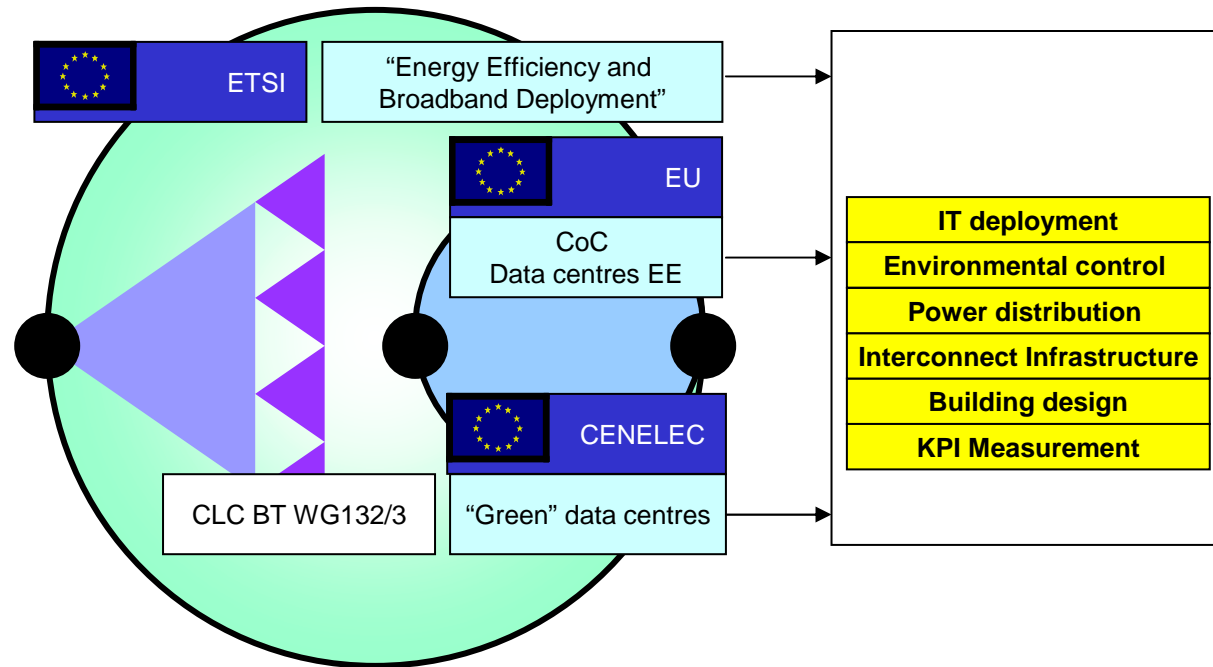 ETSI
“Energy Efficiency and
Broadband Deployment”
EU
CoC
Data centres EE
CENELEC
CLC BT WG132/3
“Green” data centres
IT deployment
Environmental control
Power distribution
Interconnect Infrastructure
Building design
KPI Measurement